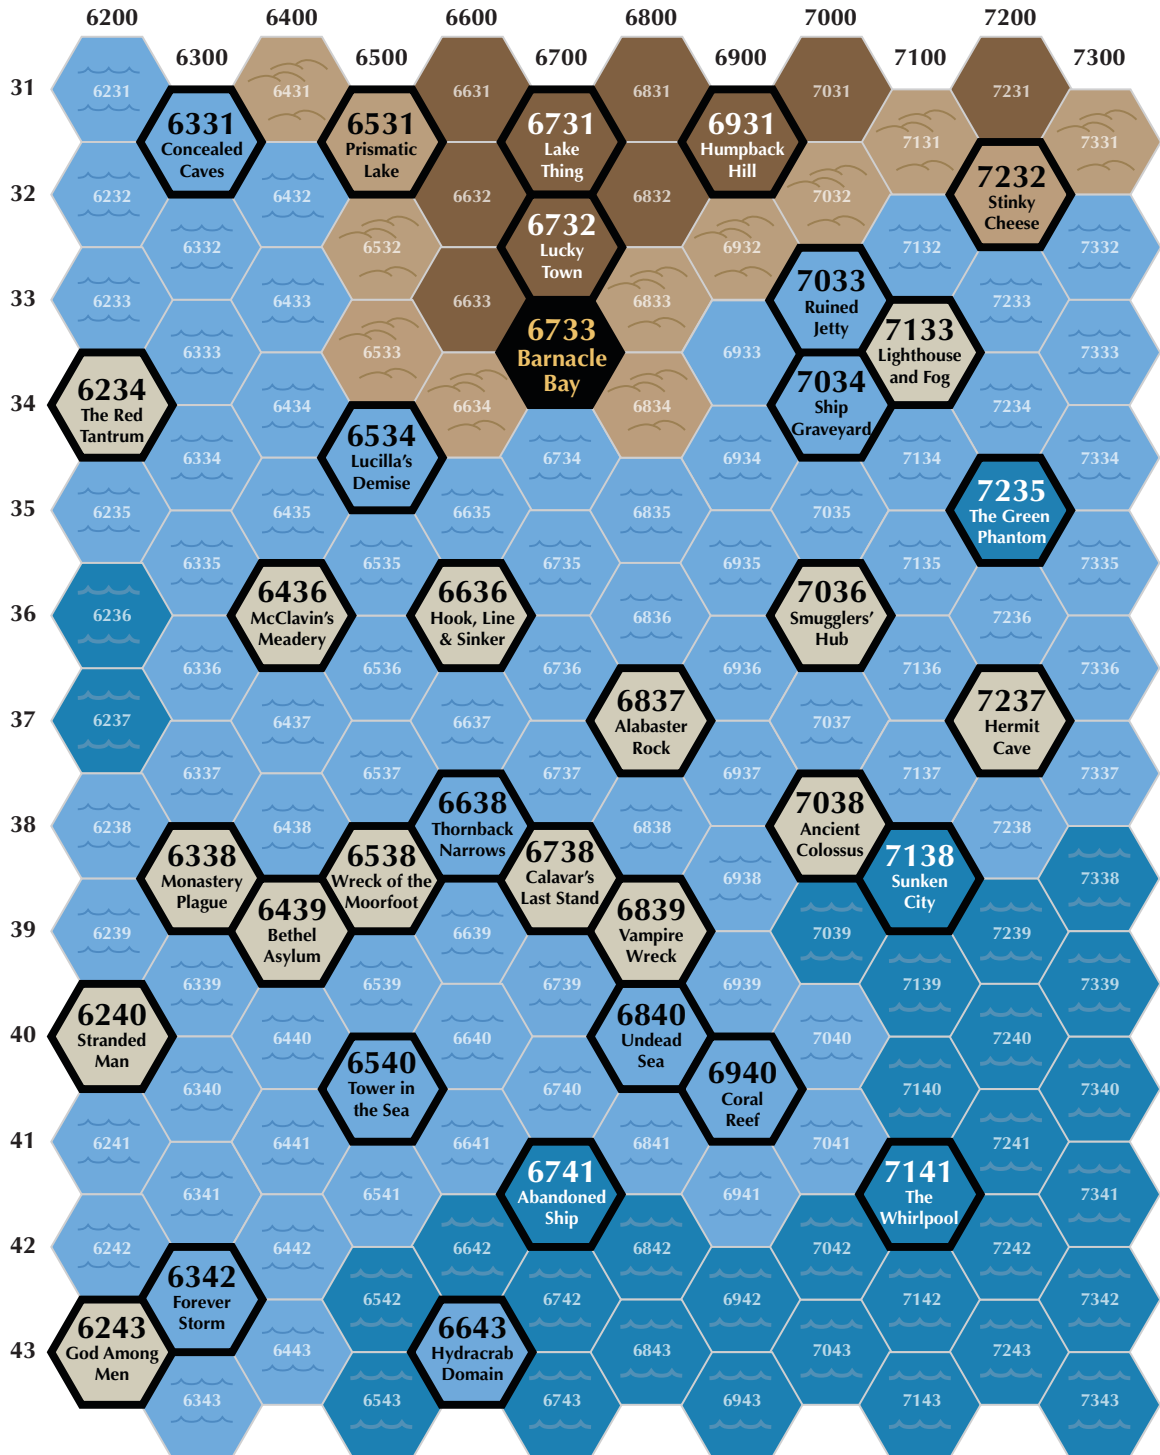 6200 6400 6600 6800 7000 7200
6300 6500 6700 6900 7100 7300
31 6231 6431 6631 6831 7031 7231
6331 6531 6731 6931 7131 7331
Concealed Prismatic Lake Humpback
Caves Lake Thing Hill
32 6232 6432 6632 6832 7032 7232
Stinky
Cheese
6332 6532 6732 6932 7132 7332
Lucky
Town
33 6233 6433 6633 6833 7033 7233
Ruined
Jetty
6333 6533 6733 6933 7133 7333
Barnacle Lighthouse
Bay and Fog
34 6234 6434 6634 6834 7034 7234
The Red Ship
Tantrum Graveyard
6334 6534 6734 6934 7134 7334
Lucilla's
Demise
35 6235 6435 6635 6835 7035 7235
The Green
Phantom
6335 6535 6735 6935 7135 7335
36 6236 6436 6636 6836 7036 7236
McClavin's Hook, Line Smugglers'
Meadery & Sinker Hub
6336 6536 6736 6936 7136 7336
37 6237 6437 6637 6837 7037 7237
Alabaster Hermit
Rock Cave
6337 6537 6737 6937 7137 7337
38 6238 6438 6638 6838 7038 7238
Thornback Ancient
Narrows Colossus
6338 6538 6738 6938 7138 7338
Monastery Wreck of the Calavar's Sunken
Plague Moorfoot Last Stand City
39 6239 6439 6639 6839 7039 7239
Bethel Vampire
Asylum Wreck
6339 6539 6739 6939 7139 7339
40 6240 6440 6640 6840 7040 7240
Stranded Undead
Man Sea
6340 6540 6740 6940 7140 7340
Tower in Coral
the Sea Reef
41 6241 6441 6641 6841 7041 7241
6341 6541 6741 6941 7141 7341
Abandoned The
Ship Whirlpool
42 6242 6442 6642 6842 7042 7242
6342 6542 6742 6942 7142 7342
Forever
Storm
43 6243 6443 6643 6843 7043 7243
God Among Hydracrab
Men Domain
6343 6543 6743 6943 7143 7343